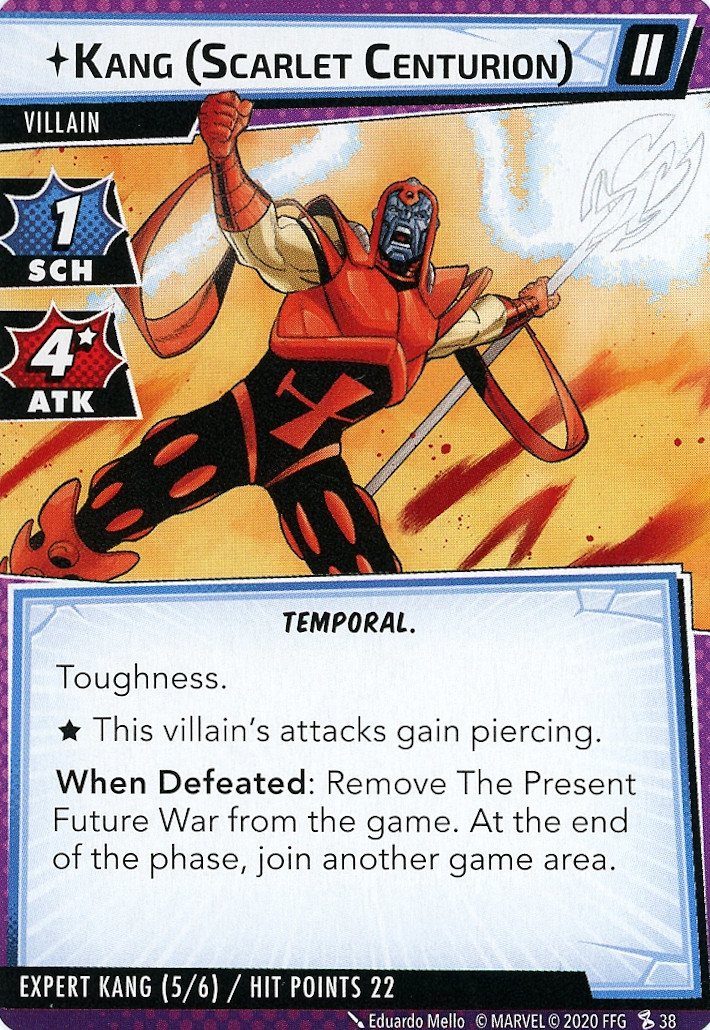 Kang (Scarlet Centurion)
II
VILLAIN
1
SCH
4★
ATK
TEMPORAL.
Toughness.
★ This villain's attacks gain piercing.
When Defeated: Remove The Present
Future War from the game. At the end
of the phase, join another game area.
EXPERT KANG (5/6) / HIT POINTS 22
Eduardo Mello © MARVEL © 2020 FFG 38